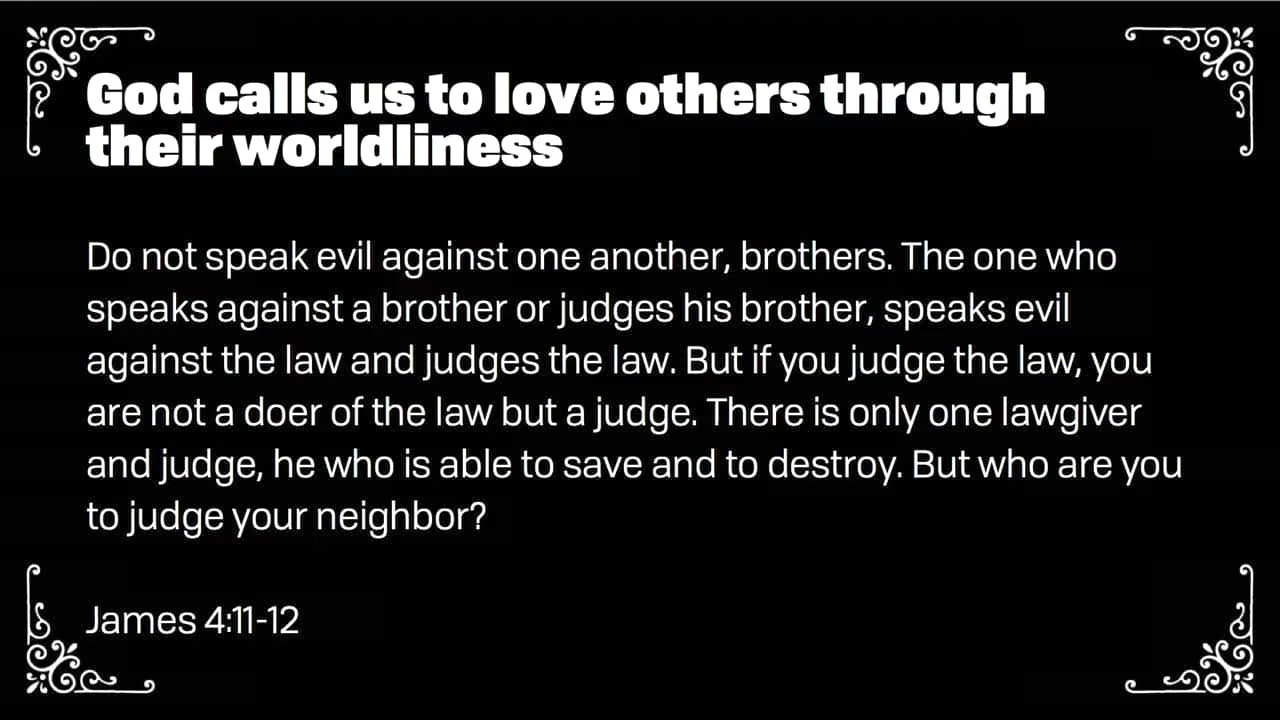 God calls us to love others through
their worldliness
Do not speak evil against one another, brothers. The one who
speaks against a brother or judges his brother, speaks evil
against the law and judges the law. But if you judge the law, you
are not a doer of the law but a judge. There is only one lawgiver
and judge, he who is able to save and to destroy. But who are you
to judge your neighbor?
James 4:11-12